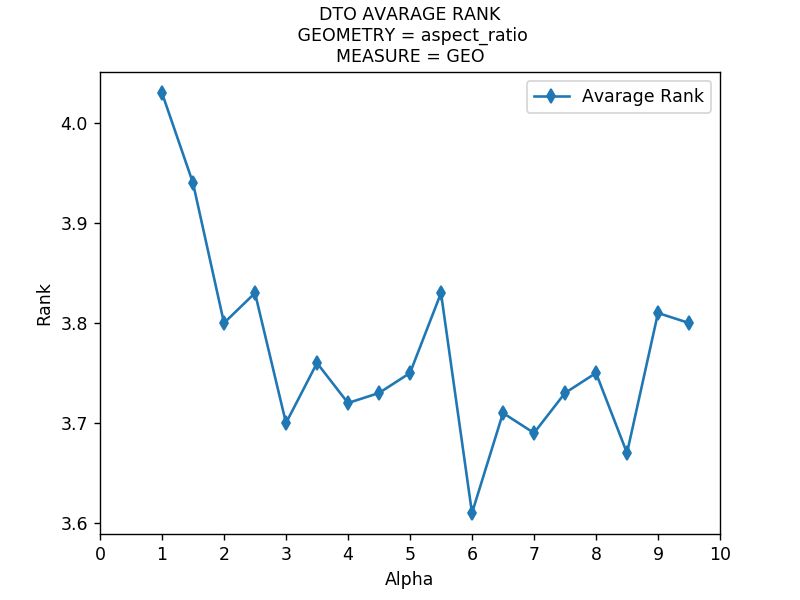 DTO AVARAGE RANK
GEOMETRY = aspect_ratio
MEASURE = GEO
Avarage Rank
4.0
3.9
3.8
3.7
3.6
Rank
0 1 2 3 4 5 6 7 8 9 10
Alpha